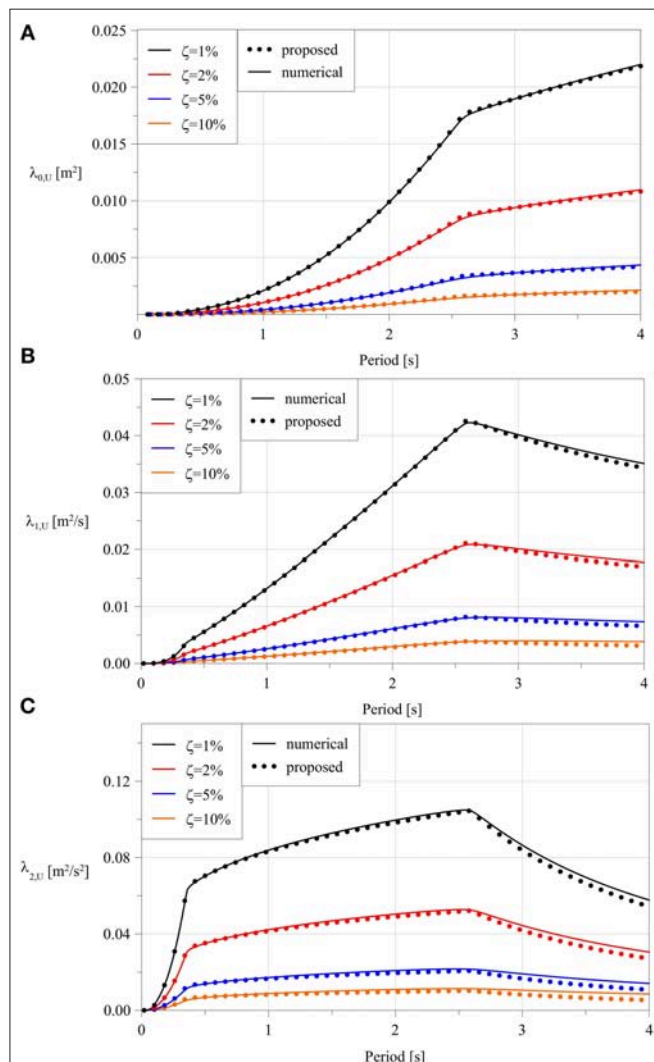 A
0.025
0.020
0.015
0.010
0.005
λ0,U [m²]
ζ=1%
ζ=2%
ζ=5%
ζ=10%
proposed
numerical
0
1
2
3
4
Period [s]
B
0.05
0.04
0.03
0.02
0.01
0.00
λ1,U [m²/s]
ζ=1%
ζ=2%
ζ=5%
ζ=10%
numerical
proposed
0
1
2
3
4
Period [s]
C
0.12
0.08
0.04
0.00
λ2,U [m²/s²]
ζ=1%
ζ=2%
ζ=5%
ζ=10%
numerical
proposed
0
1
2
3
4
Period [s]